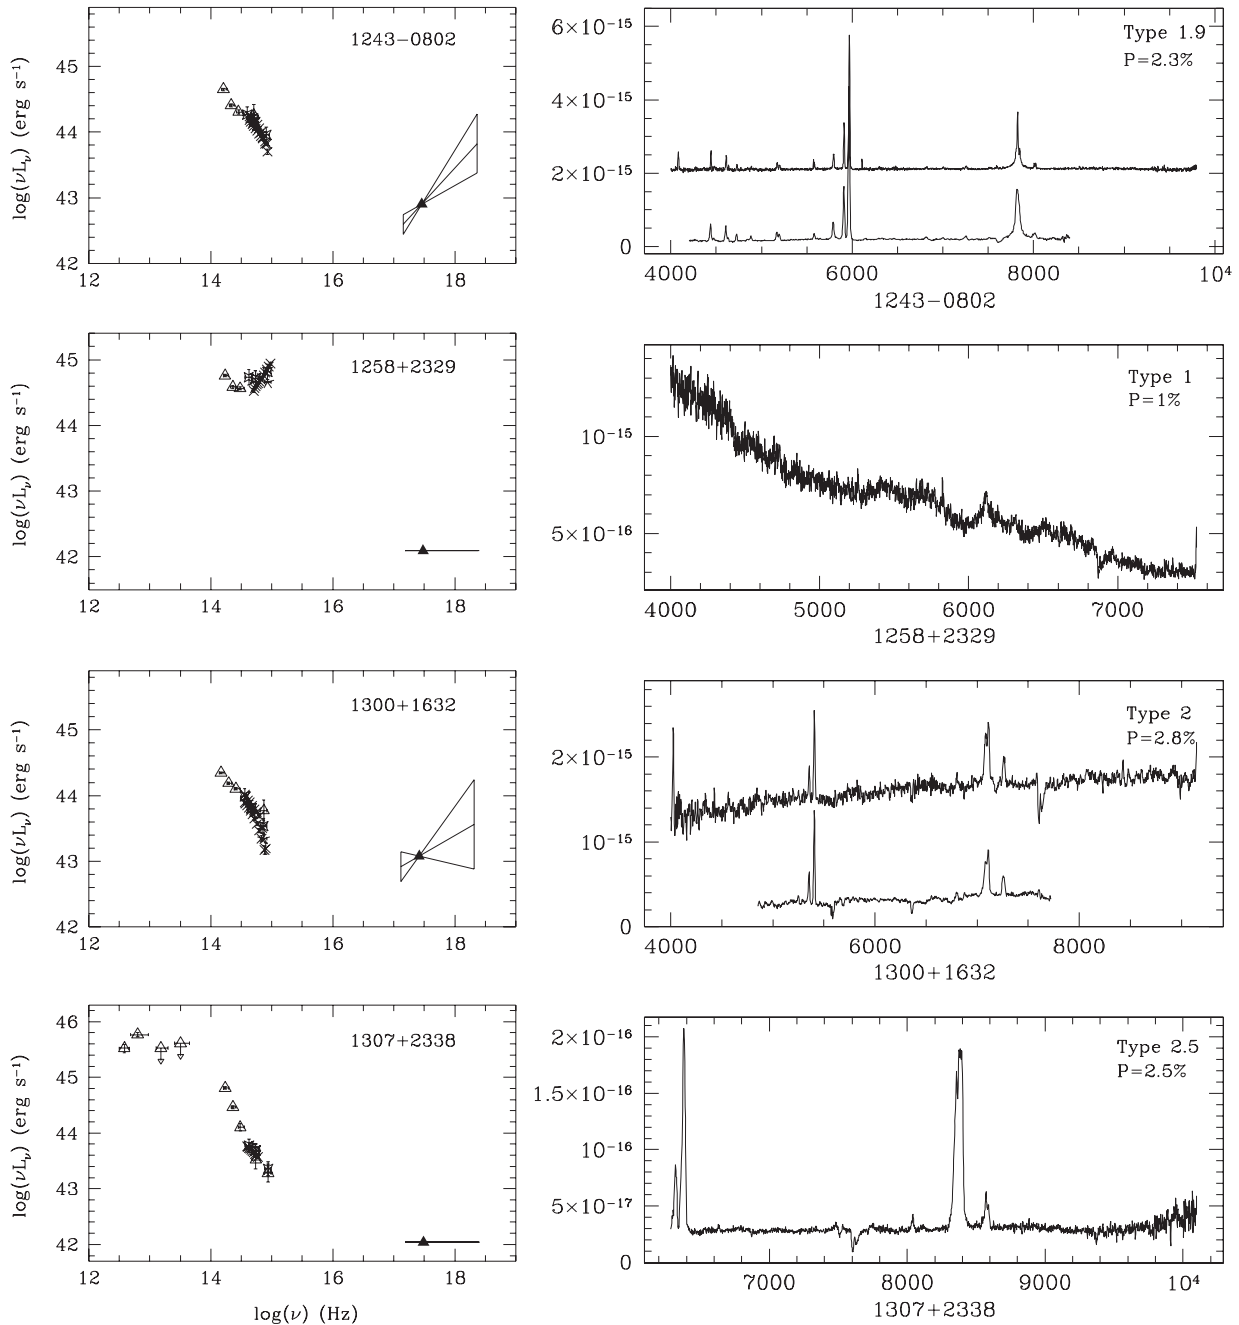 1243−0802
45
44
43
42
log(νLν) (erg s⁻¹)
12 14 16 18
Type 1.9
P=2.3%
6×10⁻¹⁵
4×10⁻¹⁵
2×10⁻¹⁵
0
4000 6000 8000 10⁴
1243−0802
1258+2329
45
44
43
42
log(νLν) (erg s⁻¹)
12 14 16 18
Type 1
P=1%
10⁻¹⁵
5×10⁻¹⁶
4000 5000 6000 7000
1258+2329
1300+1632
45
44
43
42
log(νLν) (erg s⁻¹)
12 14 16 18
Type 2
P=2.8%
2×10⁻¹⁵
10⁻¹⁵
0
4000 6000 8000
1300+1632
1307+2338
46
45
44
43
42
log(νLν) (erg s⁻¹)
12 14 16 18
log(ν) (Hz)
Type 2.5
P=2.5%
2×10⁻¹⁶
1.5×10⁻¹⁶
10⁻¹⁶
5×10⁻¹⁷
0
7000 8000 9000 10⁴
1307+2338